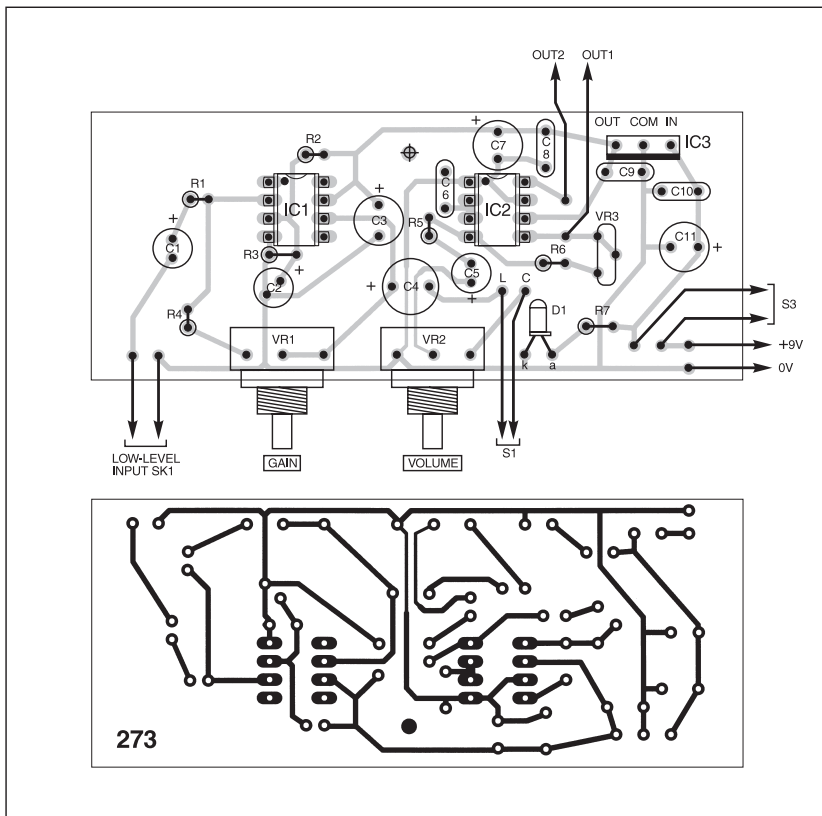 OUT2 OUT1
OUT COM IN
IC3
R2
+
C7
C8
C9
C10
R1
IC1
+
C3
C6
IC2
R5
VR3
+
C1
R3
R6
C11
+
+
C2
+
C4
C5
+
L C
D1
S3
R4
R7
VR1
VR2
+9V
k a
0V
LOW-LEVEL
INPUT SK1
GAIN
VOLUME
S1
273